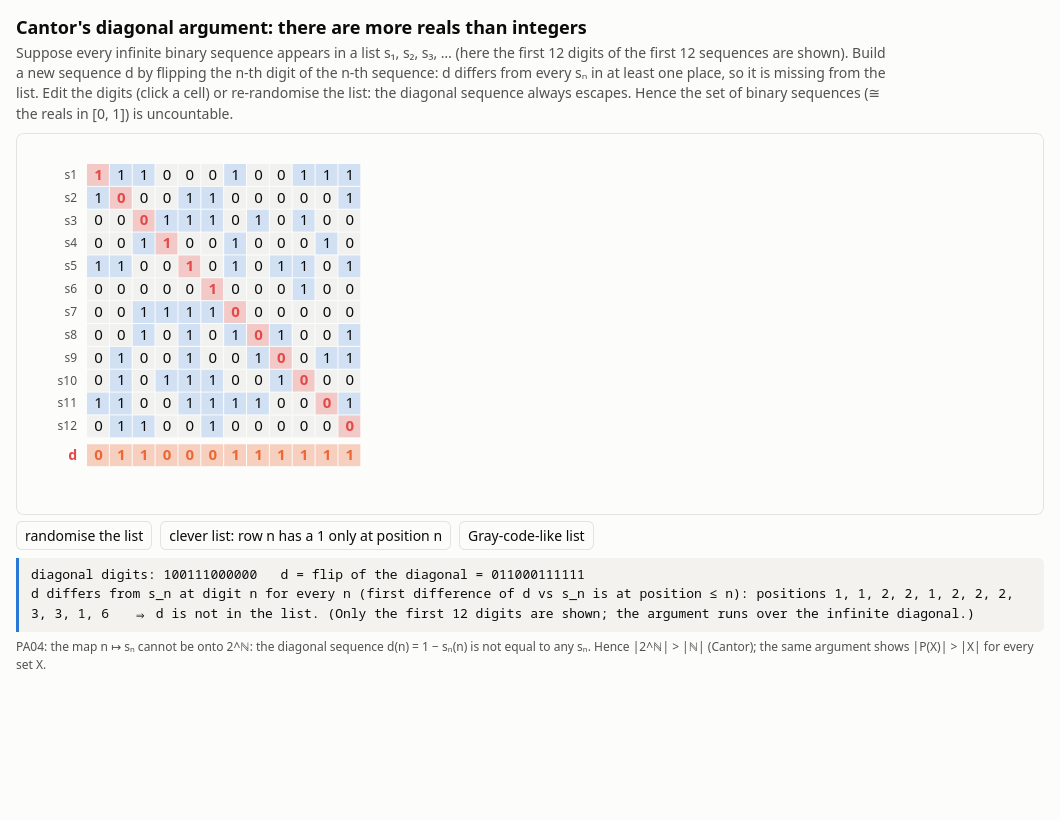 Cantor's diagonal argument: there are more reals than integers
Suppose every infinite binary sequence appears in a list s₁, s₂, s₃, … (here the first 12 digits of the first 12 sequences are shown). Build
a new sequence d by flipping the n-th digit of the n-th sequence: d differs from every sₙ in at least one place, so it is missing from the
list. Edit the digits (click a cell) or re-randomise the list: the diagonal sequence always escapes. Hence the set of binary sequences (≅
the reals in [0, 1]) is uncountable.
s1 1 1 1 0 0 0 1 0 0 1 1 1
s2 1 0 0 0 1 1 0 0 0 0 0 1
s3 0 0 0 1 1 1 0 1 0 1 0 0
s4 0 0 1 1 0 0 1 0 0 0 1 0
s5 1 1 0 0 1 0 1 0 1 1 0 1
s6 0 0 0 0 0 1 0 0 0 1 0 0
s7 0 0 1 1 1 1 0 0 0 0 0 0
s8 0 0 1 0 1 0 1 0 1 0 0 1
s9 0 1 0 0 1 0 0 1 0 0 1 1
s10 0 1 0 1 1 1 0 0 1 0 0 0
s11 1 1 0 0 1 1 1 1 0 0 0 1
s12 0 1 1 0 0 1 0 0 0 0 0 0
d 0 1 1 0 0 0 1 1 1 1 1 1
randomise the list clever list: row n has a 1 only at position n Gray-code-like list
diagonal digits: 100111000000 d = flip of the diagonal = 011000111111
d differs from s_n at digit n for every n (first difference of d vs s_n is at position ≤ n): positions 1, 1, 2, 2, 1, 2, 2, 2,
3, 3, 1, 6 ⇒ d is not in the list. (Only the first 12 digits are shown; the argument runs over the infinite diagonal.)
PA04: the map n ↦ sₙ cannot be onto 2^ℕ: the diagonal sequence d(n) = 1 − sₙ(n) is not equal to any sₙ. Hence |2^ℕ| > |ℕ| (Cantor); the same argument shows |P(X)| > |X| for every
set X.